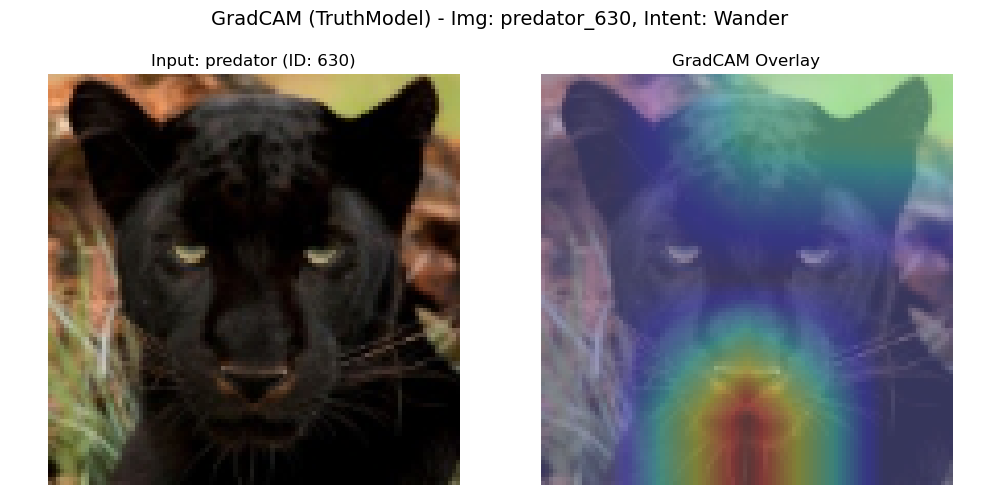 GradCAM (TruthModel) - Img: predator_630, Intent: Wander
Input: predator (ID: 630)
GradCAM Overlay